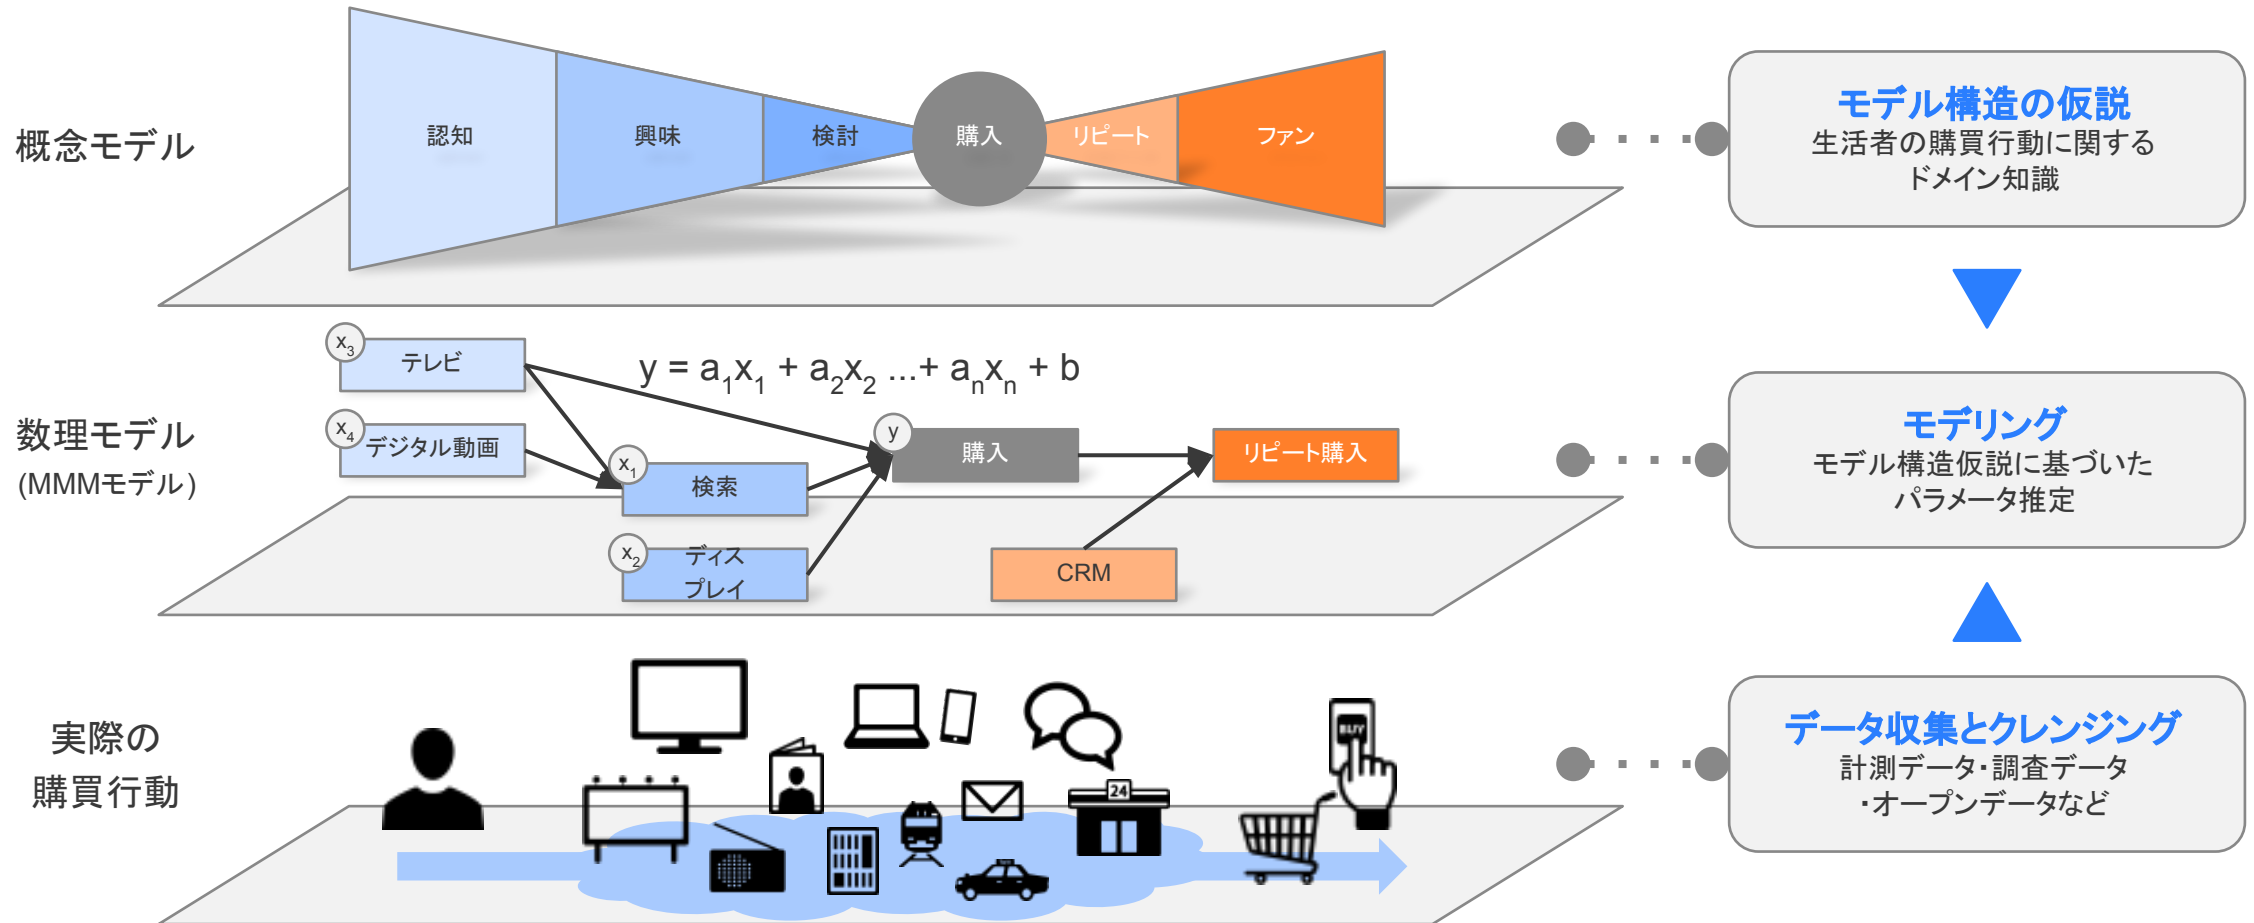 概念モデル
認知
興味
検討
購入
リピート
ファン
モデル構造の仮説
生活者の購買行動に関する
ドメイン知識
数理モデル
(MMMモデル)
x3
テレビ
y = a1x1 + a2x2 ...+ anxn + b
x4
デジタル動画
x1
検索
x2
ディス
プレイ
y
購入
リピート購入
CRM
モデリング
モデル構造仮説に基づいた
パラメータ推定
実際の
購買行動
24
BUY
データ収集とクレンジング
計測データ・調査データ
・オープンデータなど